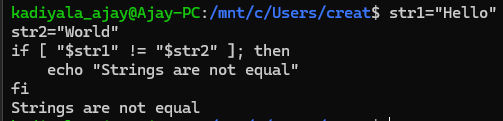 kadiyala_ajay@Ajay-PC:/mnt/c/Users/creat$ str1="Hello"
str2="World"
if [ "$str1" != "$str2" ]; then
    echo "Strings are not equal"
fi
Strings are not equal